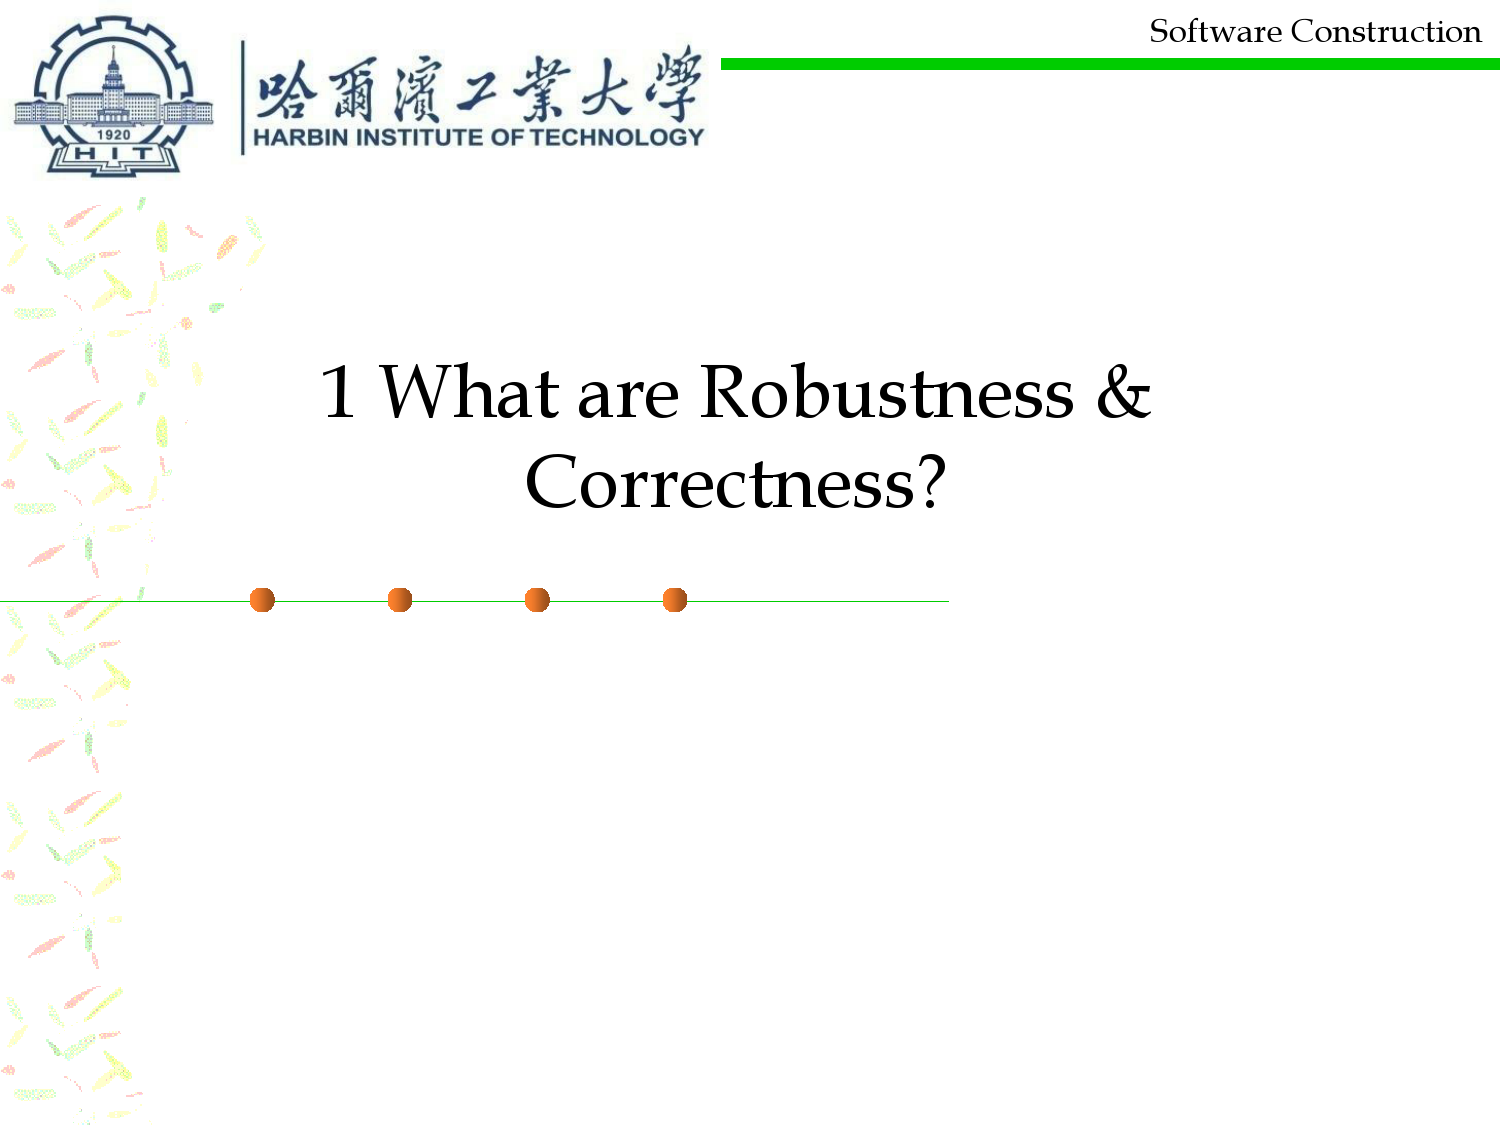 Software Construction
哈爾濱工業大學
HARBIN INSTITUTE OF TECHNOLOGY
1920
HIT
1 What are Robustness &
Correctness?